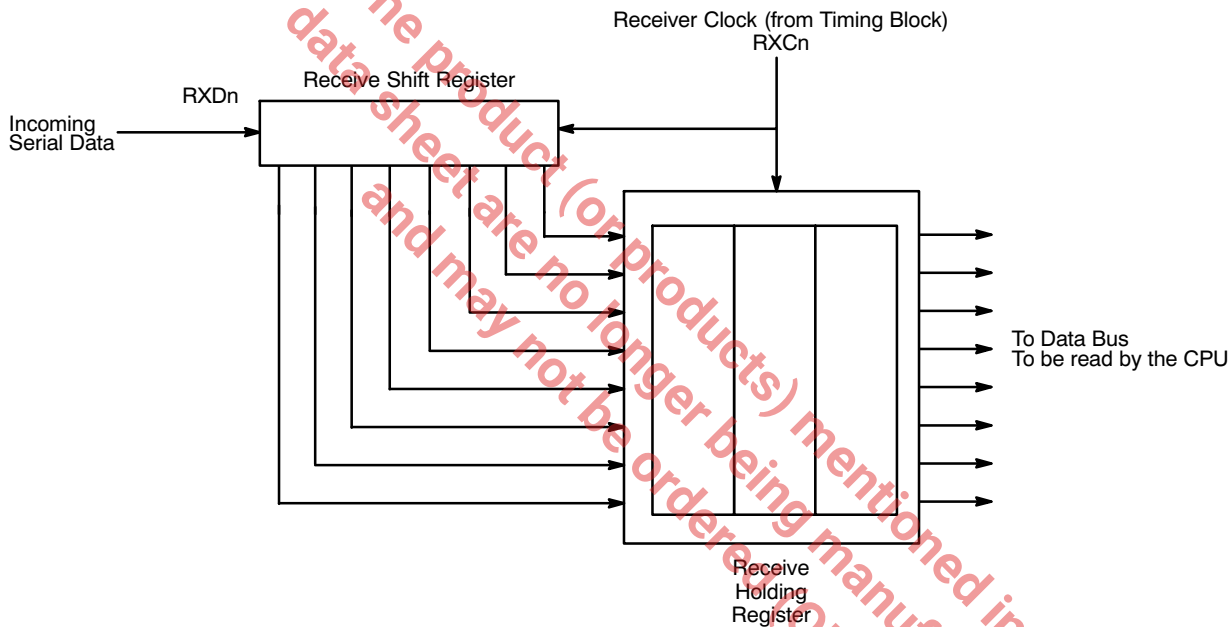 Receiver Clock (from Timing Block)
RXCn
Receive Shift Register
RXDn
Incoming
Serial Data
To Data Bus
To be read by the CPU
Receive
Holding
Register
he product (or products) mentioned in
data sheet are no longer being manuf
and may not be ordered (O